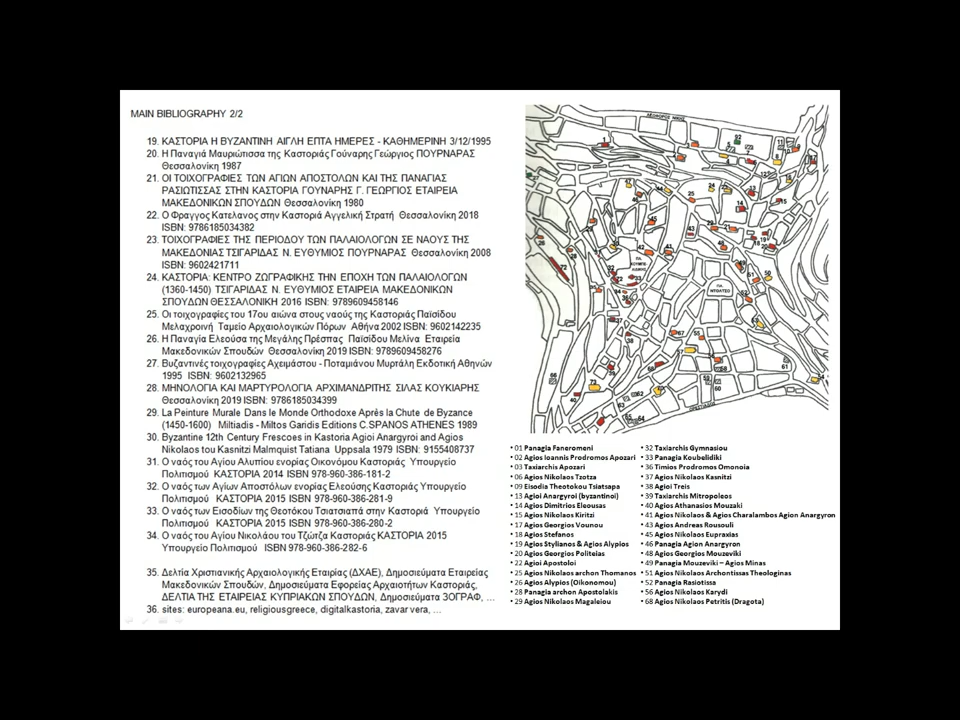 MAIN BIBLIOGRAPHY 2/2
19. ΚΑΣΤΟΡΙΑ Η ΒΥΖΑΝΤΙΝΗ ΑΙΓΛΗ ΕΠΤΑ ΗΜΕΡΕΣ - ΚΑΘΗΜΕΡΙΝΗ 3/12/1995
20. Η Παναγιά Μαυριώτισσα της Καστοριάς Γούναρης Γεώργιος ΠΟΥΡΝΑΡΑΣ
Θεσσαλονίκη 1987
21. ΟΙ ΤΟΙΧΟΓΡΑΦΙΕΣ ΤΩΝ ΑΓΙΩΝ ΑΠΟΣΤΟΛΩΝ ΚΑΙ ΤΗΣ ΠΑΝΑΓΙΑΣ
ΡΑΣΙΩΤΙΣΣΑΣ ΣΤΗΝ ΚΑΣΤΟΡΙΑ ΓΟΥΝΑΡΗΣ Γ. ΓΕΩΡΓΙΟΣ ΕΤΑΙΡΕΙΑ
ΜΑΚΕΔΟΝΙΚΩΝ ΣΠΟΥΔΩΝ Θεσσαλονίκη 1980
22. Ο Φραγγος Κατελανος στην Καστοριά Αγγελική Στρατή Θεσσαλονίκη 2018
ISBN: 9786185034382
23. ΤΟΙΧΟΓΡΑΦΙΕΣ ΤΗΣ ΠΕΡΙΟΔΟΥ ΤΩΝ ΠΑΛΑΙΟΛΟΓΩΝ ΣΕ ΝΑΟΥΣ ΤΗΣ
ΜΑΚΕΔΟΝΙΑΣ ΤΣΙΓΑΡΙΔΑΣ Ν. ΕΥΘΥΜΙΟΣ ΠΟΥΡΝΑΡΑΣ Θεσσαλονίκη 2008
ISBN: 9602421711
24. ΚΑΣΤΟΡΙΑ: ΚΕΝΤΡΟ ΖΩΓΡΑΦΙΚΗΣ ΤΗΝ ΕΠΟΧΗ ΤΩΝ ΠΑΛΑΙΟΛΟΓΩΝ
(1360-1450) ΤΣΙΓΑΡΙΔΑΣ Ν. ΕΥΘΥΜΙΟΣ ΕΤΑΙΡΕΙΑ ΜΑΚΕΔΟΝΙΚΩΝ
ΣΠΟΥΔΩΝ ΘΕΣΣΑΛΟΝΙΚΗ 2016 ISBN: 9789609458146
25. Οι τοιχογραφίες του 17ου αιώνα στους ναούς της Καστοριάς Παϊσίδου
Μελαχροινή Ταμείο Αρχαιολογικών Πόρων Αθήνα 2002 ISBN: 9602142235
26. Η Παναγία Ελεούσα της Μεγάλης Πρέσπας Παϊσίδου Μελίνα Εταιρεία
Μακεδονικών Σπουδών Θεσσαλονίκη 2019 ISBN: 9789609458276
27. Βυζαντινές τοιχογραφίες Αχειμάστου - Ποταμιάνου Μυρτάλη Εκδοτική Αθηνών
1995 ISBN: 9602132965
28. ΜΗΝΟΛΟΓΙΑ ΚΑΙ ΜΑΡΤΥΡΟΛΟΓΙΑ ΑΡΧΙΜΑΝΔΡΙΤΗΣ ΣΙΛΑΣ ΚΟΥΚΙΑΡΗΣ
Θεσσαλονίκη 2019 ISBN: 9786185034399
29. La Peinture Murale Dans le Monde Orthodoxe Après la Chute de Byzance
(1450-1600) Miltiadis - Miltos Garidis Editions C.SPANOS ATHENES 1989
30. Byzantine 12th Century Frescoes in Kastoria Agioi Anargyroi and Agios
Nikolaos tou Kasnitzi Malmquist Tatiana Uppsala 1979 ISBN: 9155408737
31. Ο ναός του Αγίου Αλυπίου ενορίας Οικονόμου Καστοριάς Υπουργείο
Πολιτισμού ΚΑΣΤΟΡΙΑ 2014 ISBN 978-960-386-181-2
32. Ο ναός των Αγίων Αποστόλων ενορίας Ελεούσης Καστοριάς Υπουργείο
Πολιτισμού ΚΑΣΤΟΡΙΑ 2015 ISBN 978-960-386-281-9
33. Ο ναός των Εισοδίων της Θεοτόκου Τσιατσαπά στην Καστοριά Υπουργείο
Πολιτισμού ΚΑΣΤΟΡΙΑ 2015 ISBN 978-960-386-280-2
34. Ο ναός του Αγίου Νικολάου του Τζώτζα Καστοριάς ΚΑΣΤΟΡΙΑ 2015
Υπουργείο Πολιτισμού ISBN 978-960-386-282-6
35. Δελτία Χριστιανικής Αρχαιολογικής Εταιρίας (ΔΧΑΕ), Δημοσιεύματα Εταιρείας
Μακεδονικών Σπουδών, Δημοσιεύματα Εφορείας Αρχαιοτήτων Καστοριάς,
ΔΕΛΤΙΑ ΤΗΣ ΕΤΑΙΡΕΙΑΣ ΚΥΠΡΙΑΚΩΝ ΣΠΟΥΔΩΝ, Δημοσιεύματα ΖΟΓΡΑΦ, ...
36. sites: europeana.eu, religiousgreece, digitalkastoria, zavar vera, ...
ΛΕΩΦΟΡΟΣ ΝΙΚΗΣ
• 01 Panagia Faneromeni
• 02 Agios Ioannis Prodromos Apozari
• 03 Taxiarchis Apozari
• 06 Agios Nikolaos Tzotza
• 09 Eisodia Theotokou Tsiatsapa
• 13 Agioi Anargyroi (byzantinoi)
• 14 Agios Dimitrios Eleousas
• 15 Agios Nikolaos Kiritzi
• 17 Agios Georgios Vounou
• 18 Agios Stefanos
• 19 Agios Stylianos & Agios Alypios
• 20 Agios Georgios Politeias
• 22 Agioi Apostoloi
• 25 Agios Nikolaos archon Thomanos
• 26 Agios Alypios (Oikonomou)
• 28 Panagia archon Apostolakis
• 29 Agios Nikolaos Magaleiou
• 32 Taxiarchis Gymnasiou
• 33 Panagia Koubelidiki
• 36 Timios Prodromos Omonoia
• 37 Agios Nikolaos Kasnitzi
• 38 Agioi Treis
• 39 Taxiarchis Mitropoleos
• 40 Agios Athanasios Mouzaki
• 41 Agios Nikolaos & Agios Charalambos Agion Anargyron
• 43 Agios Andreas Rousouli
• 45 Agios Nikolaos Eupraxias
• 46 Panagia Agion Anargyron
• 48 Agios Georgios Mouzeviki
• 49 Panagia Mouzeviki – Agios Minas
• 51 Agios Nikolaos Archontissas Theologinas
• 52 Panagia Rasiotissa
• 56 Agios Nikolaos Karydi
• 68 Agios Nikolaos Petritis (Dragota)